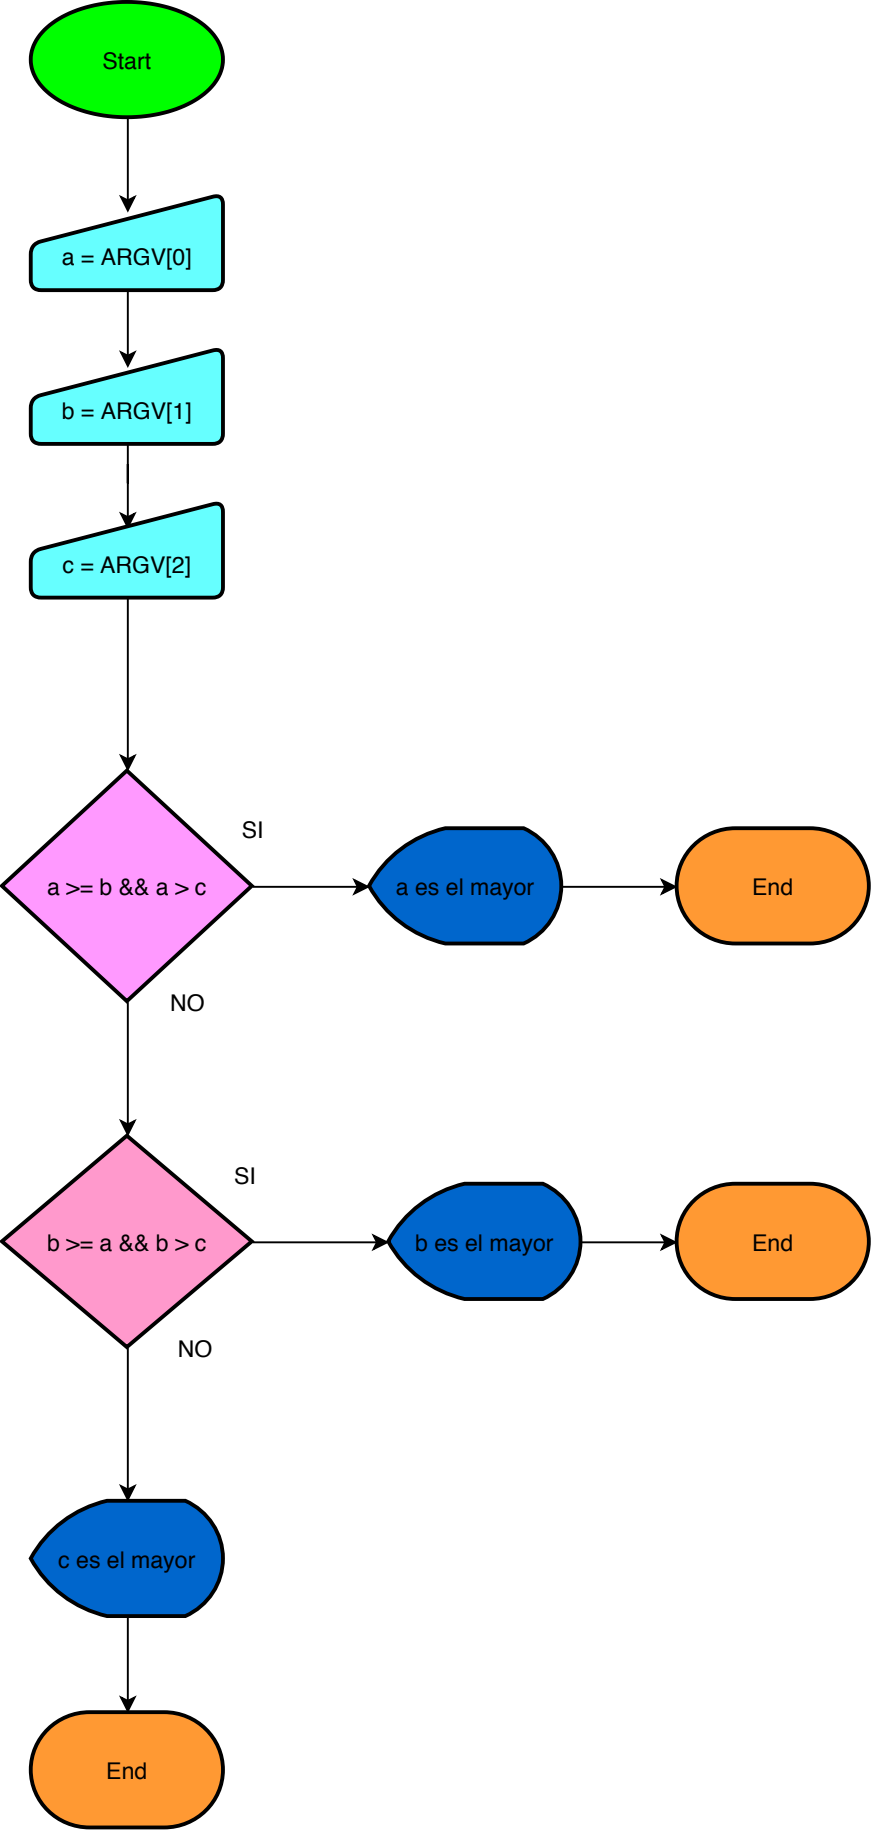 Start
a = ARGV[0]
b = ARGV[1]
c = ARGV[2]
SI
a >= b && a > c
a es el mayor
End
NO
SI
b >= a && b > c
b es el mayor
End
NO
c es el mayor
End